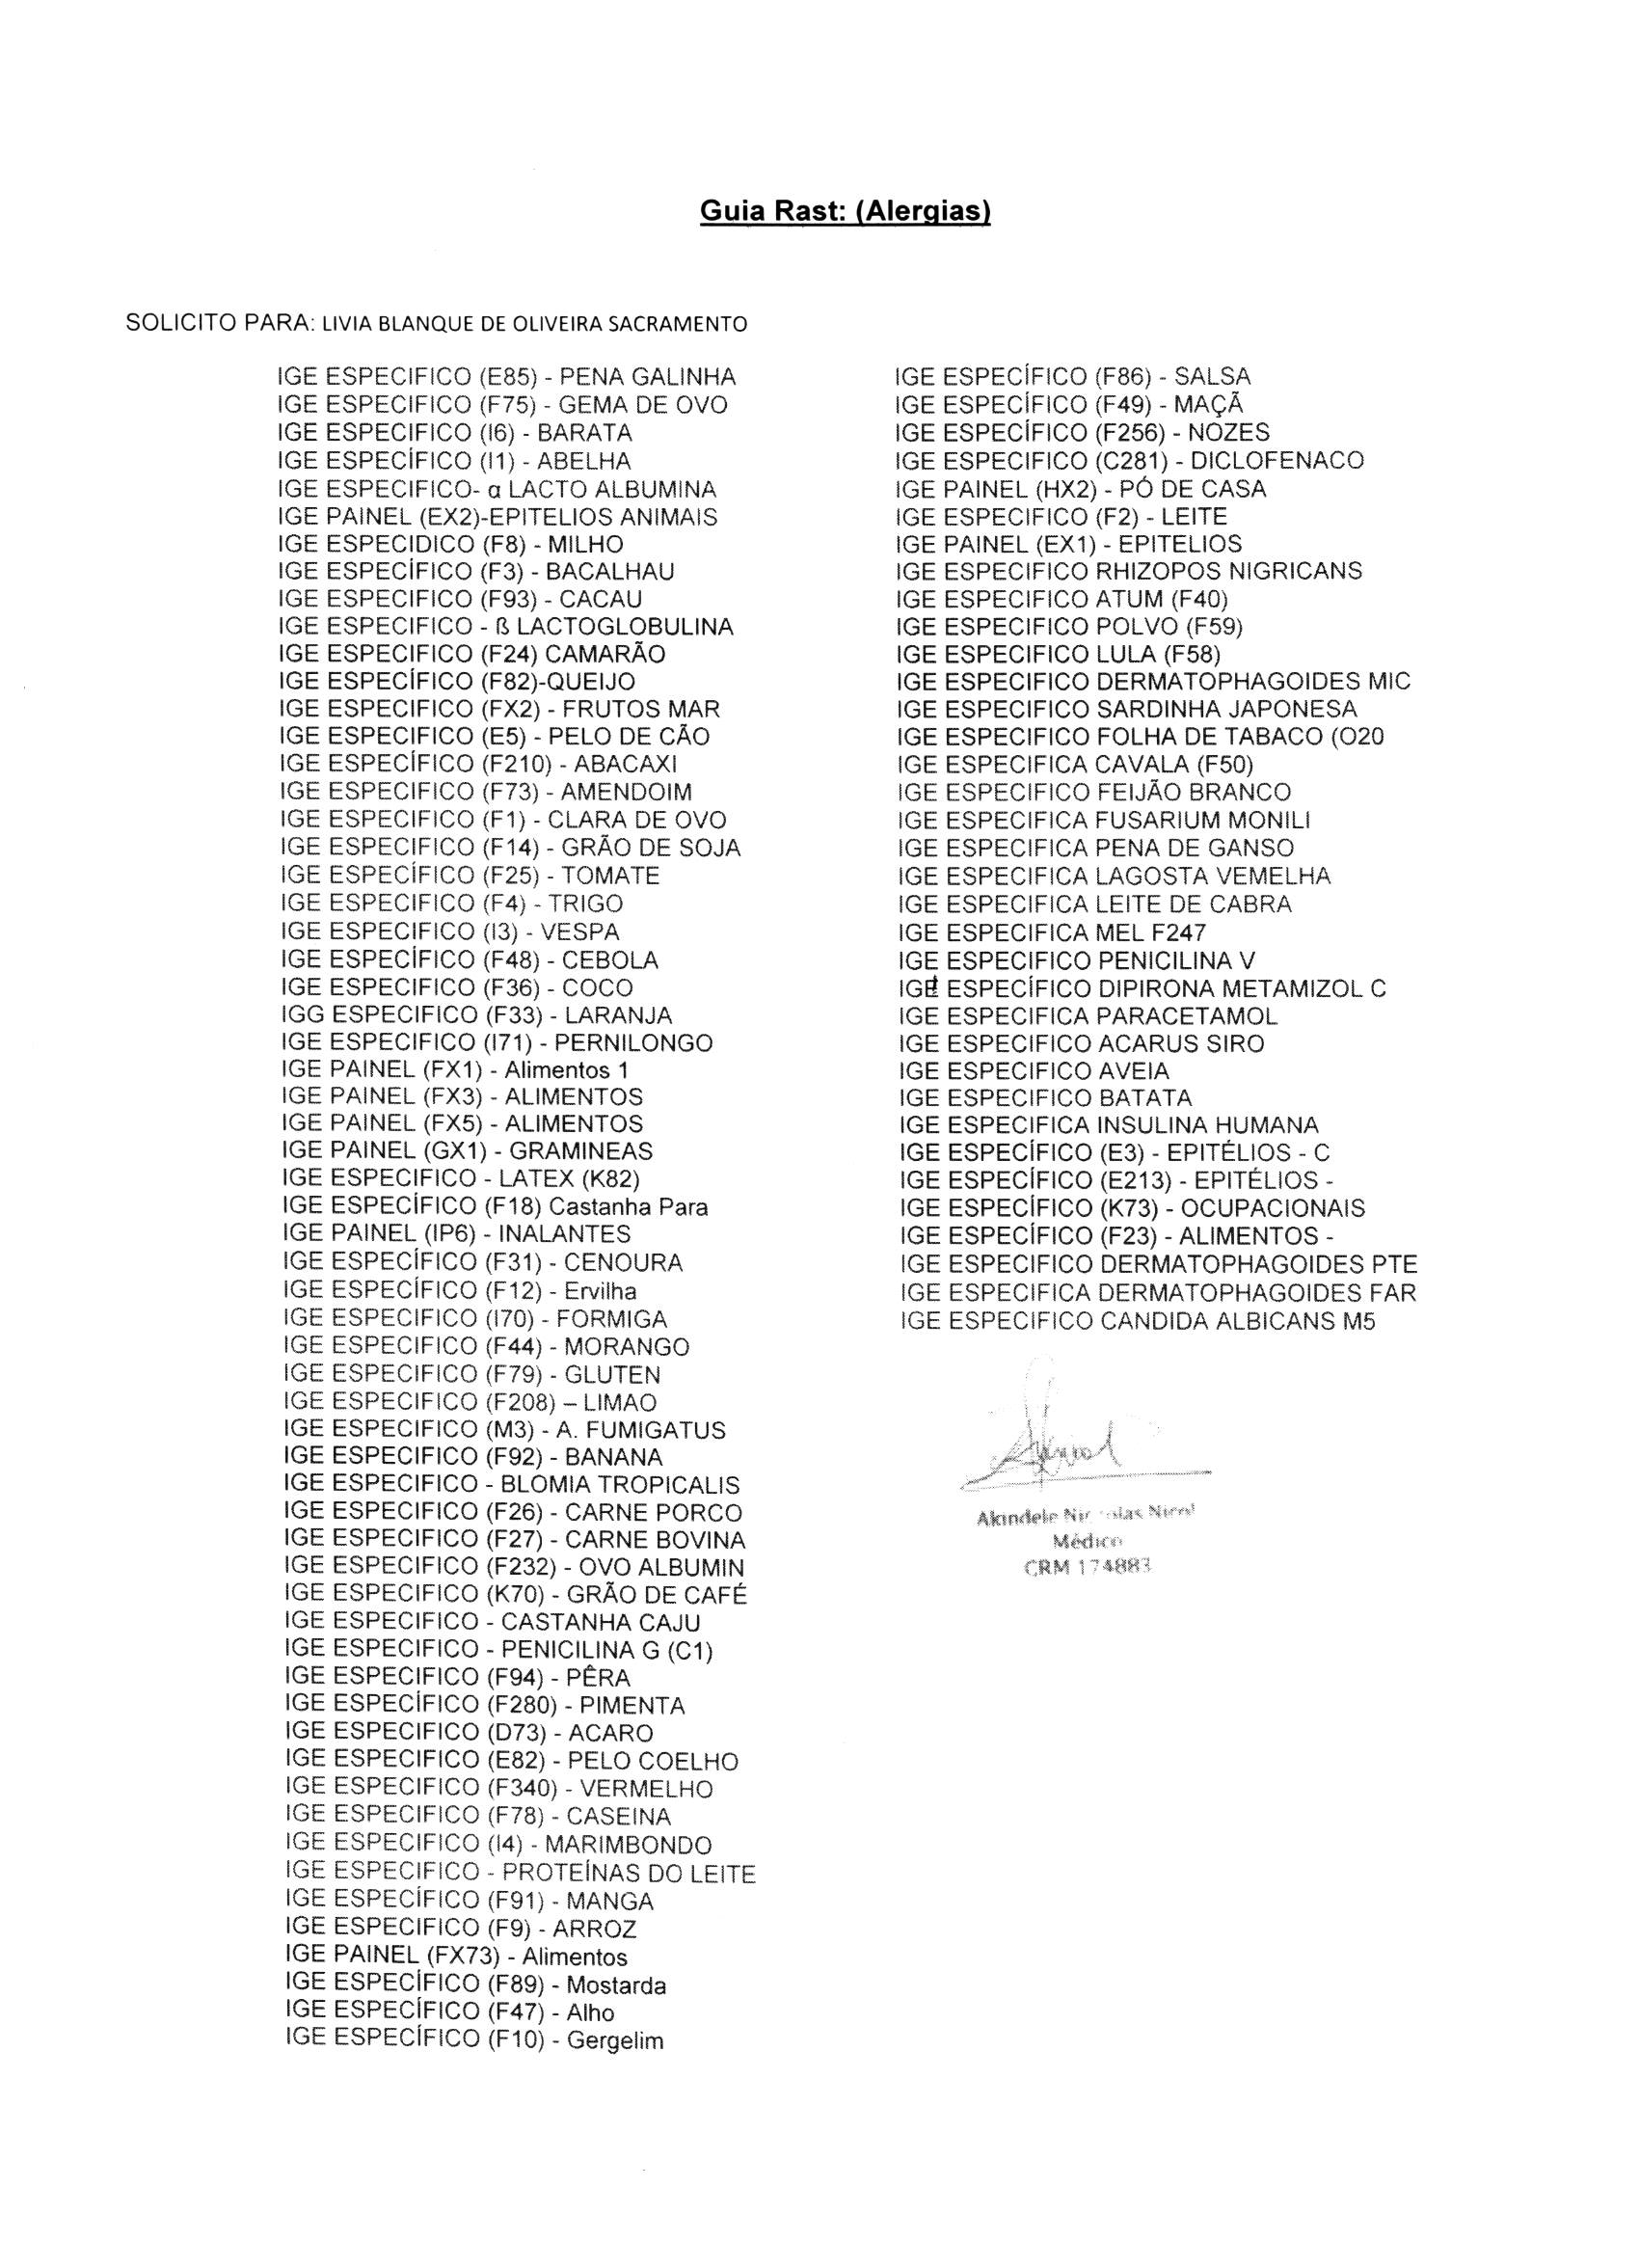 Guia Rast: (Alergias)
SOLICITO PARA: LIVIA BLANQUE DE OLIVEIRA SACRAMENTO
IGE ESPECIFICO (E85) - PENA GALINHA
IGE ESPECIFICO (F75) - GEMA DE OVO
IGE ESPECIFICO (I6) - BARATA
IGE ESPECÍFICO (I1) - ABELHA
IGE ESPECIFICO- α LACTO ALBUMINA
IGE PAINEL (EX2)-EPITELIOS ANIMAIS
IGE ESPECIDICO (F8) - MILHO
IGE ESPECÍFICO (F3) - BACALHAU
IGE ESPECIFICO (F93) - CACAU
IGE ESPECIFICO - ß LACTOGLOBULINA
IGE ESPECIFICO (F24) CAMARÃO
IGE ESPECÍFICO (F82)-QUEIJO
IGE ESPECIFICO (FX2) - FRUTOS MAR
IGE ESPECIFICO (E5) - PELO DE CÃO
IGE ESPECÍFICO (F210) - ABACAXI
IGE ESPECIFICO (F73) - AMENDOIM
IGE ESPECIFICO (F1) - CLARA DE OVO
IGE ESPECIFICO (F14) - GRÃO DE SOJA
IGE ESPECÍFICO (F25) - TOMATE
IGE ESPECIFICO (F4) - TRIGO
IGE ESPECIFICO (I3) - VESPA
IGE ESPECÍFICO (F48) - CEBOLA
IGE ESPECIFICO (F36) - COCO
IGG ESPECIFICO (F33) - LARANJA
IGE ESPECIFICO (I71) - PERNILONGO
IGE PAINEL (FX1) - Alimentos 1
IGE PAINEL (FX3) - ALIMENTOS
IGE PAINEL (FX5) - ALIMENTOS
IGE PAINEL (GX1) - GRAMINEAS
IGE ESPECIFICO - LATEX (K82)
IGE ESPECÍFICO (F18) Castanha Para
IGE PAINEL (IP6) - INALANTES
IGE ESPECÍFICO (F31) - CENOURA
IGE ESPECÍFICO (F12) - Ervilha
IGE ESPECIFICO (I70) - FORMIGA
IGE ESPECIFICO (F44) - MORANGO
IGE ESPECIFICO (F79) - GLUTEN
IGE ESPECIFICO (F208) – LIMAO
IGE ESPECIFICO (M3) - A. FUMIGATUS
IGE ESPECIFICO (F92) - BANANA
IGE ESPECIFICO - BLOMIA TROPICALIS
IGE ESPECIFICO (F26) - CARNE PORCO
IGE ESPECIFICO (F27) - CARNE BOVINA
IGE ESPECIFICO (F232) - OVO ALBUMIN
IGE ESPECIFICO (K70) - GRÃO DE CAFÉ
IGE ESPECIFICO - CASTANHA CAJU
IGE ESPECIFICO - PENICILINA G (C1)
IGE ESPECIFICO (F94) - PÊRA
IGE ESPECÍFICO (F280) - PIMENTA
IGE ESPECIFICO (D73) - ACARO
IGE ESPECIFICO (E82) - PELO COELHO
IGE ESPECIFICO (F340) - VERMELHO
IGE ESPECIFICO (F78) - CASEINA
IGE ESPECIFICO (I4) - MARIMBONDO
IGE ESPECIFICO - PROTEÍNAS DO LEITE
IGE ESPECÍFICO (F91) - MANGA
IGE ESPECIFICO (F9) - ARROZ
IGE PAINEL (FX73) - Alimentos
IGE ESPECÍFICO (F89) - Mostarda
IGE ESPECÍFICO (F47) - Alho
IGE ESPECÍFICO (F10) - Gergelim
IGE ESPECÍFICO (F86) - SALSA
IGE ESPECÍFICO (F49) - MAÇÃ
IGE ESPECÍFICO (F256) - NOZES
IGE ESPECIFICO (C281) - DICLOFENACO
IGE PAINEL (HX2) - PÓ DE CASA
IGE ESPECIFICO (F2) - LEITE
IGE PAINEL (EX1) - EPITELIOS
IGE ESPECIFICO RHIZOPOS NIGRICANS
IGE ESPECIFICO ATUM (F40)
IGE ESPECIFICO POLVO (F59)
IGE ESPECIFICO LULA (F58)
IGE ESPECIFICO DERMATOPHAGOIDES MIC
IGE ESPECIFICO SARDINHA JAPONESA
IGE ESPECIFICO FOLHA DE TABACO (O20
IGE ESPECIFICA CAVALA (F50)
IGE ESPECIFICO FEIJÃO BRANCO
IGE ESPECIFICA FUSARIUM MONILI
IGE ESPECIFICA PENA DE GANSO
IGE ESPECIFICA LAGOSTA VEMELHA
IGE ESPECIFICA LEITE DE CABRA
IGE ESPECIFICA MEL F247
IGE ESPECIFICO PENICILINA V
IGE ESPECÍFICO DIPIRONA METAMIZOL C
IGE ESPECIFICA PARACETAMOL
IGE ESPECIFICO ACARUS SIRO
IGE ESPECIFICO AVEIA
IGE ESPECIFICO BATATA
IGE ESPECIFICA INSULINA HUMANA
IGE ESPECÍFICO (E3) - EPITÉLIOS - C
IGE ESPECÍFICO (E213) - EPITÉLIOS -
IGE ESPECÍFICO (K73) - OCUPACIONAIS
IGE ESPECÍFICO (F23) - ALIMENTOS -
IGE ESPECIFICO DERMATOPHAGOIDES PTE
IGE ESPECIFICA DERMATOPHAGOIDES FAR
IGE ESPECIFICO CANDIDA ALBICANS M5
Akindele Nicol
Médico
CRM 174883